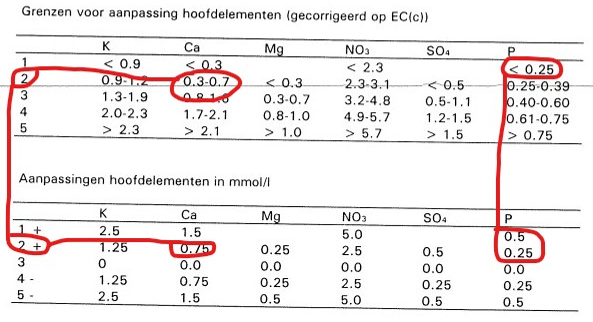 Grenzen voor aanpassing hoofdelementen (gecorrigeerd op EC(c))
K Ca Mg NO₃ SO₄ P
1 < 0.9 < 0.3 < 2.3 < 0.25
2 0.9-1.2 0.3-0.7 < 0.3 2.3-3.1 < 0.5 0.25-0.39
3 1.3-1.9 0.8-1.6 0.3-0.7 3.2-4.8 0.5-1.1 0.40-0.60
4 2.0-2.3 1.7-2.1 0.8-1.0 4.9-5.7 1.2-1.5 0.61-0.75
5 > 2.3 > 2.1 > 1.0 > 5.7 > 1.5 > 0.75
Aanpassingen hoofdelementen in mmol/l
K Ca Mg NO₃ SO₄ P
1 + 2.5 1.5 5.0 0.5
2 + 1.25 0.75 0.25 2.5 0.5 0.25
3 0 0.0 0.0 0.0 0.0 0.0
4 - 1.25 0.75 0.25 2.5 0.25 0.25
5 - 2.5 1.5 0.5 5.0 0.5 0.5